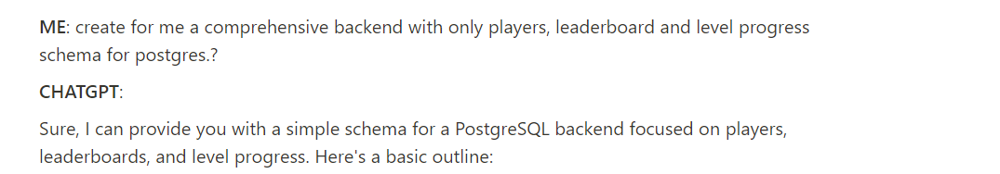 ME: create for me a comprehensive backend with only players, leaderboard and level progress
schema for postgres.?
CHATGPT:
Sure, I can provide you with a simple schema for a PostgreSQL backend focused on players,
leaderboards, and level progress. Here's a basic outline: